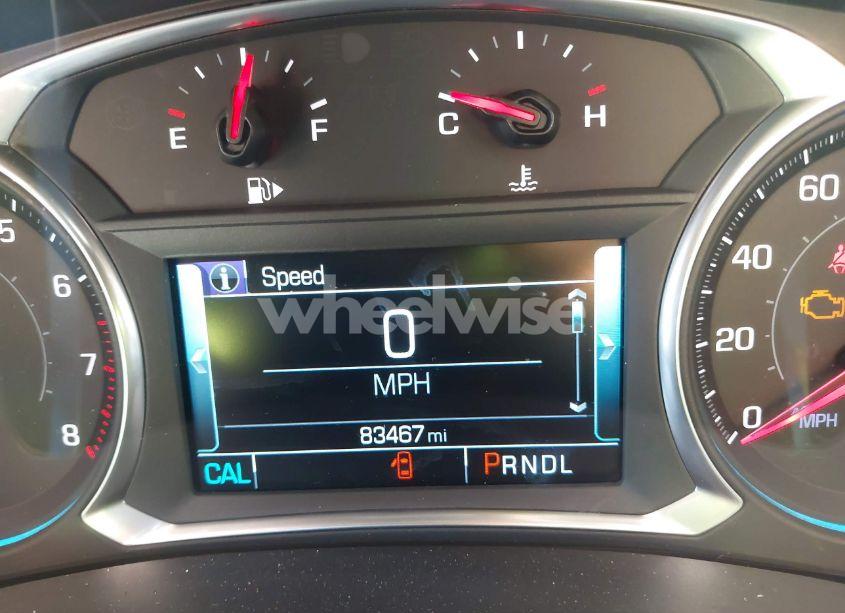 E F
C H
5
6
7
8
60
40
20
0
MPH
i Speed
wheelwise
0
MPH
83467 mi
CAL
PRNDL